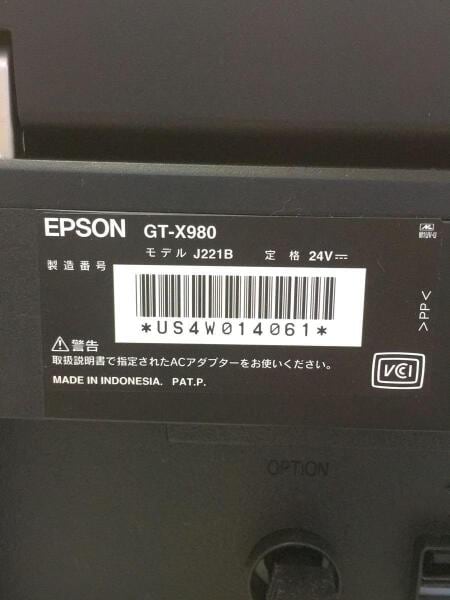 EPSON GT-X980
モデル J221B 定格 24V⎓
製造番号
*US4W014061*
⚠警告
取扱説明書で指定されたACアダプターをお使いください。
MADE IN INDONESIA. PAT.P.
>PP<
VCI
OPTION